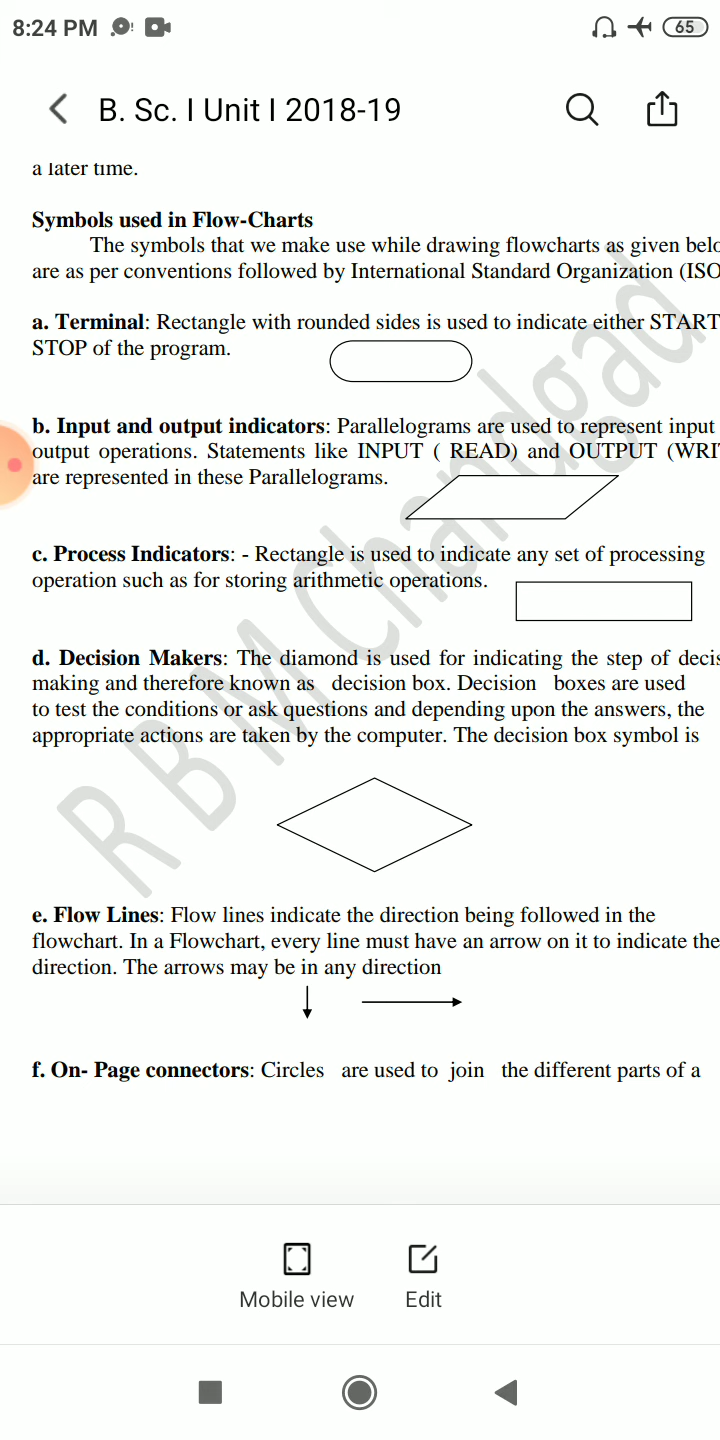 8:24 PM
65
B. Sc. I Unit I 2018-19
a later time.
Symbols used in Flow-Charts
The symbols that we make use while drawing flowcharts as given belo
are as per conventions followed by International Standard Organization (ISO
a. Terminal: Rectangle with rounded sides is used to indicate either START
STOP of the program.
b. Input and output indicators: Parallelograms are used to represent input
output operations. Statements like INPUT ( READ) and OUTPUT (WRIT
are represented in these Parallelograms.
c. Process Indicators: - Rectangle is used to indicate any set of processing
operation such as for storing arithmetic operations.
d. Decision Makers: The diamond is used for indicating the step of decis
making and therefore known as decision box. Decision boxes are used
to test the conditions or ask questions and depending upon the answers, the
appropriate actions are taken by the computer. The decision box symbol is
e. Flow Lines: Flow lines indicate the direction being followed in the
flowchart. In a Flowchart, every line must have an arrow on it to indicate the
direction. The arrows may be in any direction
f. On- Page connectors: Circles are used to join the different parts of a
R B M Chandgad
Mobile view
Edit